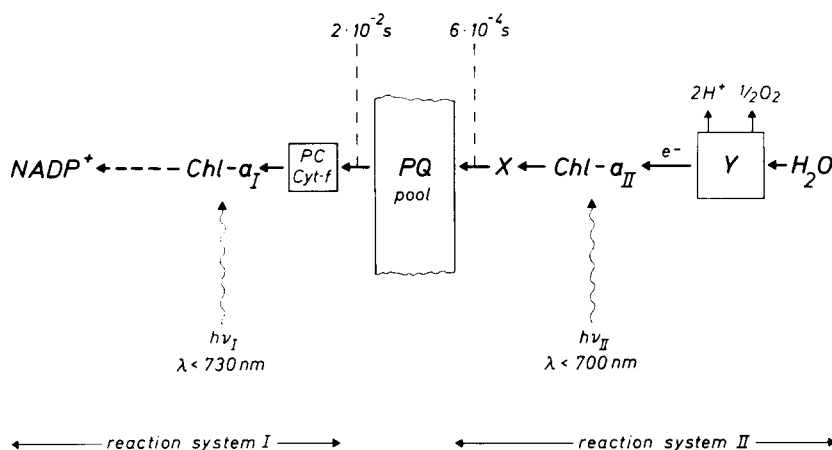 2·10⁻²s 6·10⁻⁴s
2H⁺ ½O₂
NADP⁺ Chl-a_I PC Cyt-f PQ pool X Chl-a_II e⁻ Y H₂O
hν_I
λ < 730 nm
hν_II
λ < 700 nm
reaction system I reaction system II